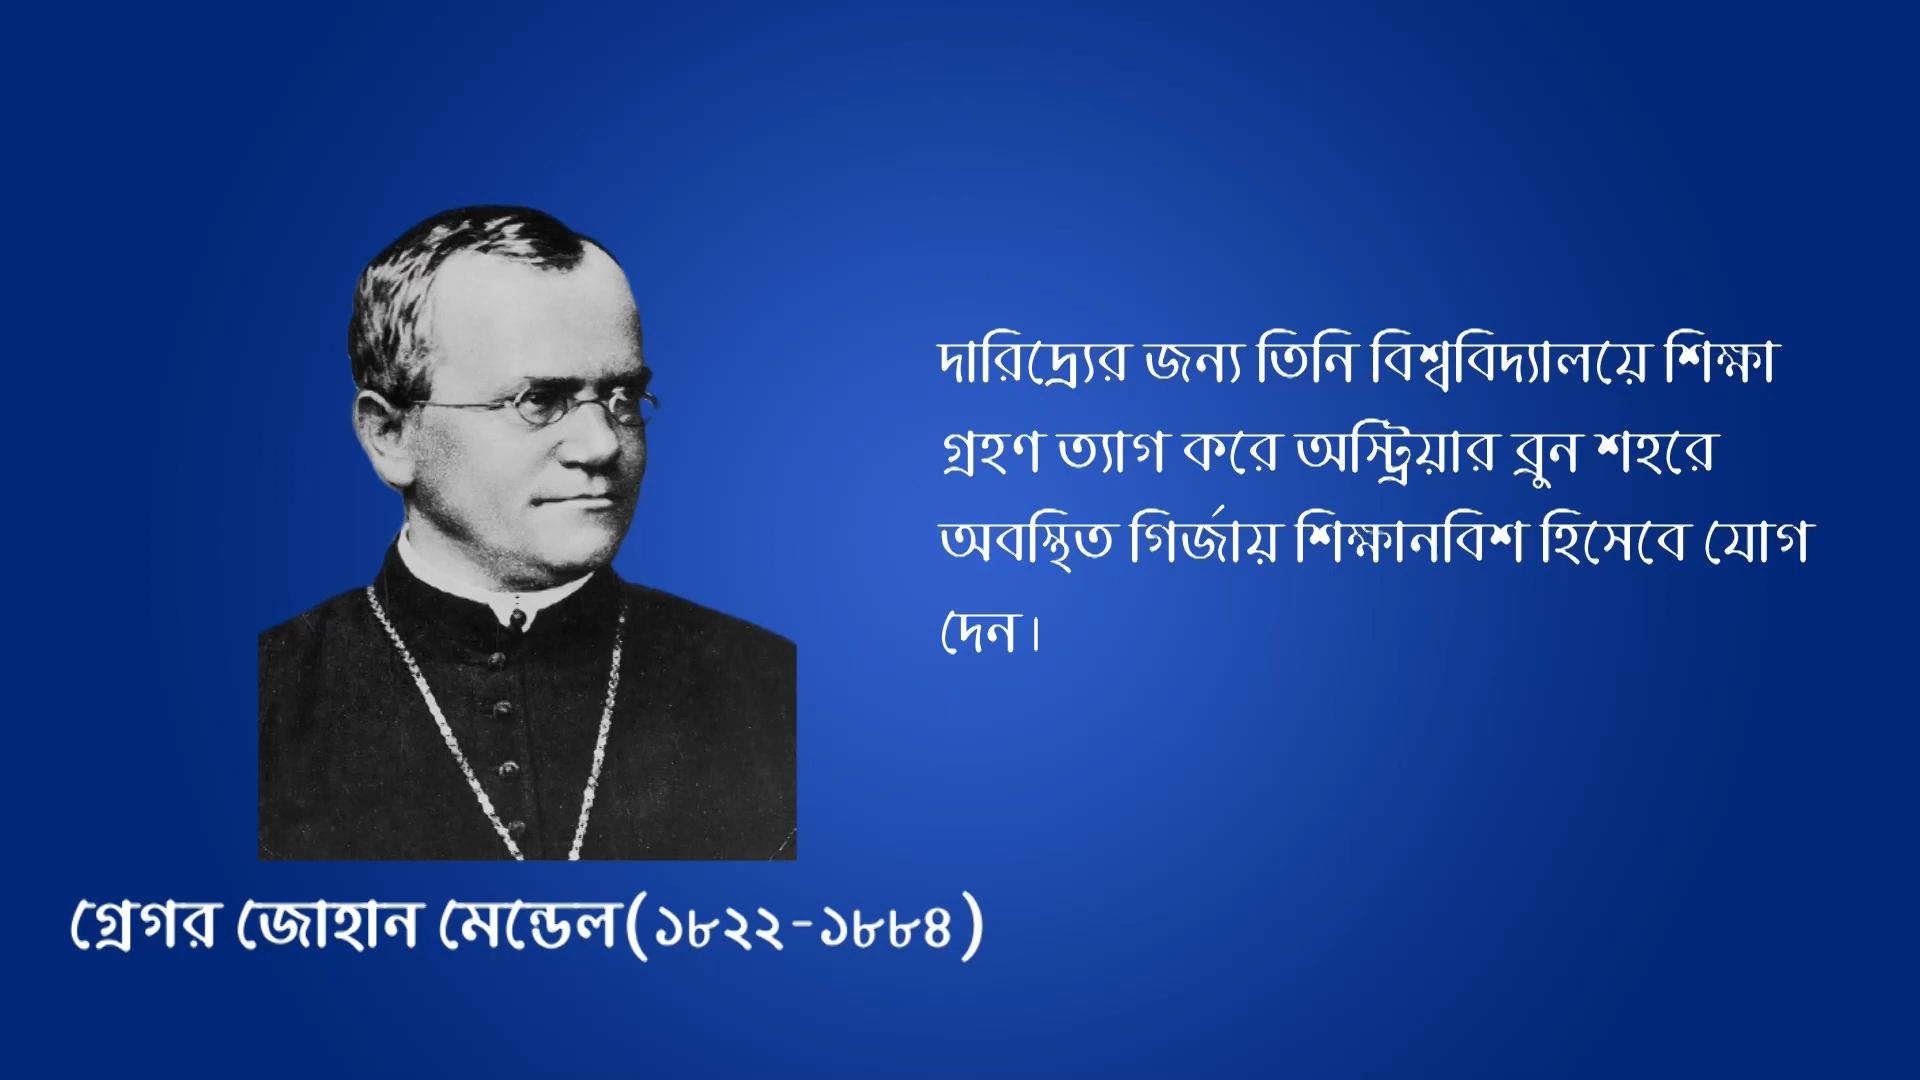 দারিদ্র্যের জন্য তিনি বিশ্ববিদ্যালয়ে শিক্ষা
গ্রহণ ত্যাগ করে অস্ট্রিয়ার ব্রুন শহরে
অবস্থিত গির্জায় শিক্ষানবিশ হিসেবে যোগ
দেন।
গ্রেগর জোহান মেন্ডেল(১৮২২-১৮৮৪)